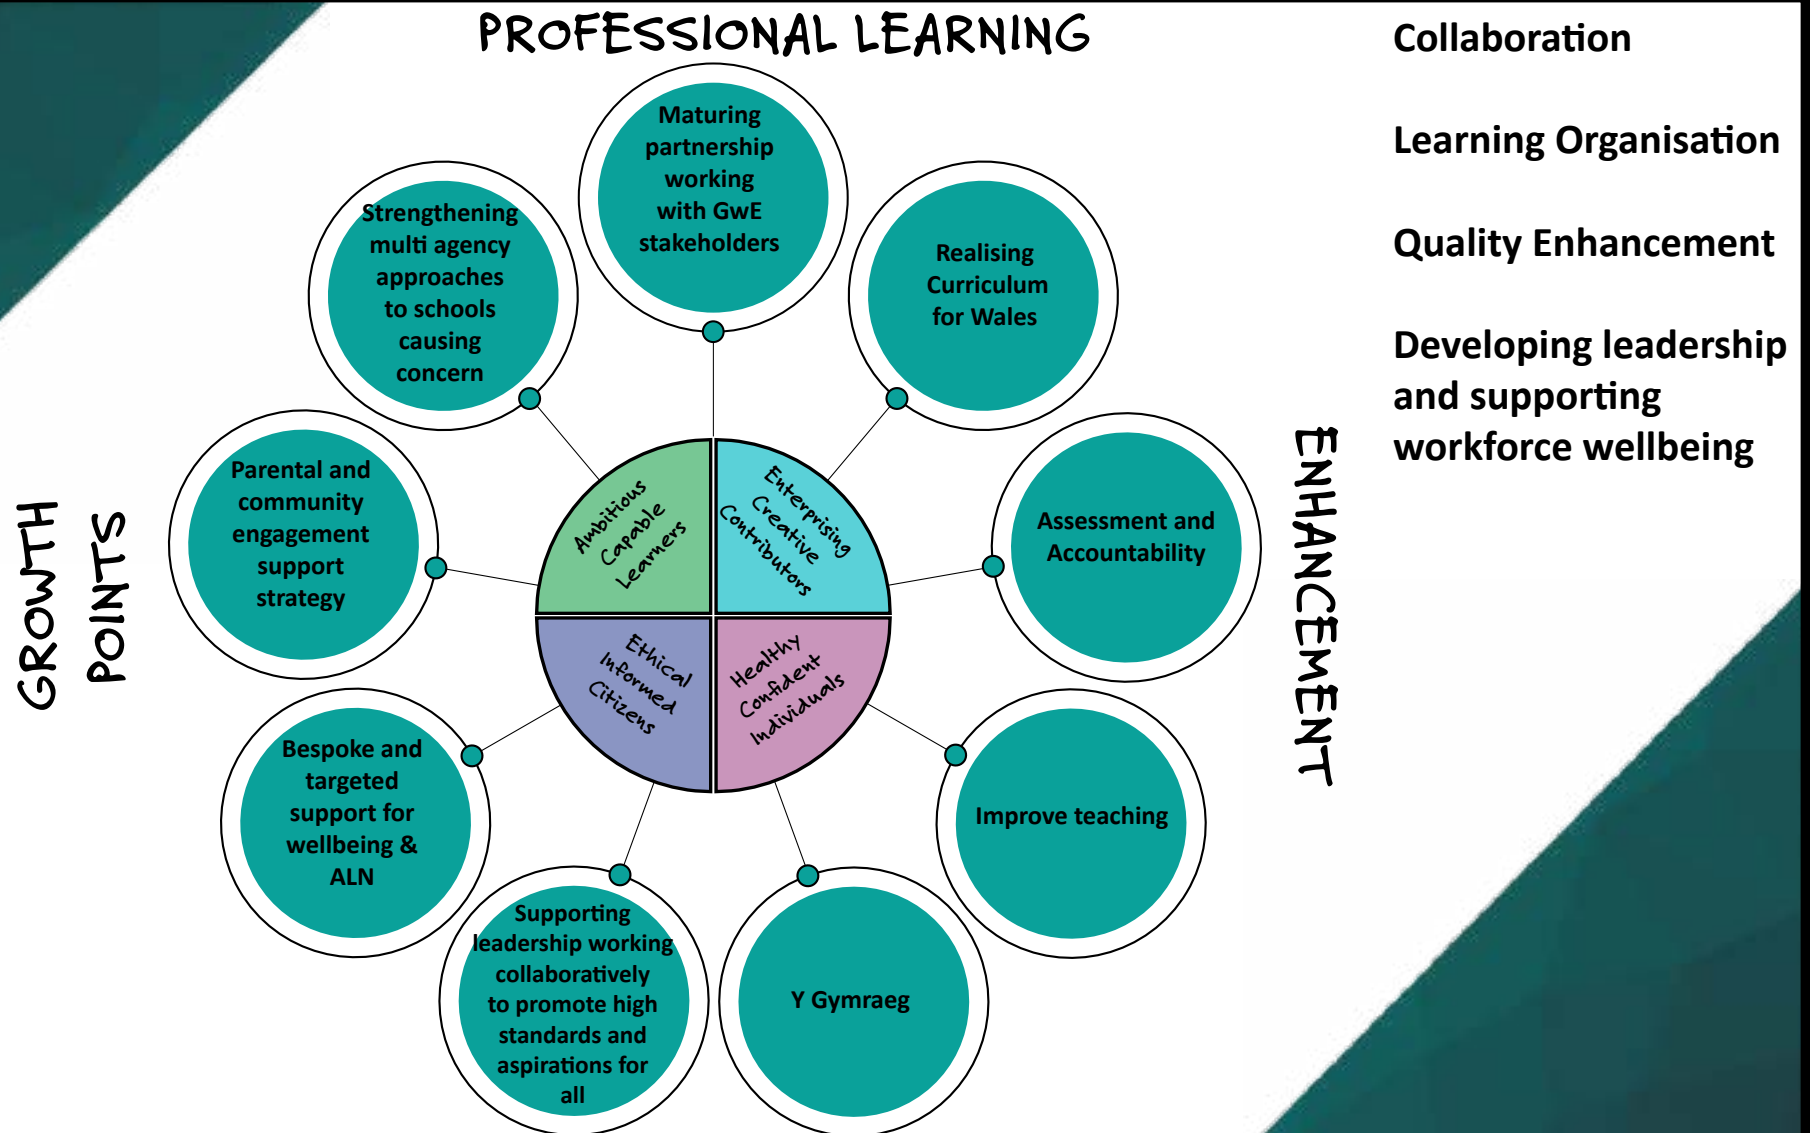 PROFESSIONAL LEARNING
Collaboration
Learning Organisation
Quality Enhancement
Developing leadership
and supporting
workforce wellbeing
Maturing
partnership
working
with GwE
stakeholders
Strengthening
multi agency
approaches
to schools
causing
concern
Realising
Curriculum
for Wales
Parental and
community
engagement
support
strategy
Assessment and
Accountability
GROWTH
POINTS
ENHANCEMENT
Ambitious
Capable
Learners
Enterprising
Creative
Contributors
Ethical
Informed
Citizens
Healthy
Confident
Individuals
Bespoke and
targeted
support for
wellbeing &
ALN
Improve teaching
Supporting
leadership working
collaboratively
to promote high
standards and
aspirations for
all
Y Gymraeg